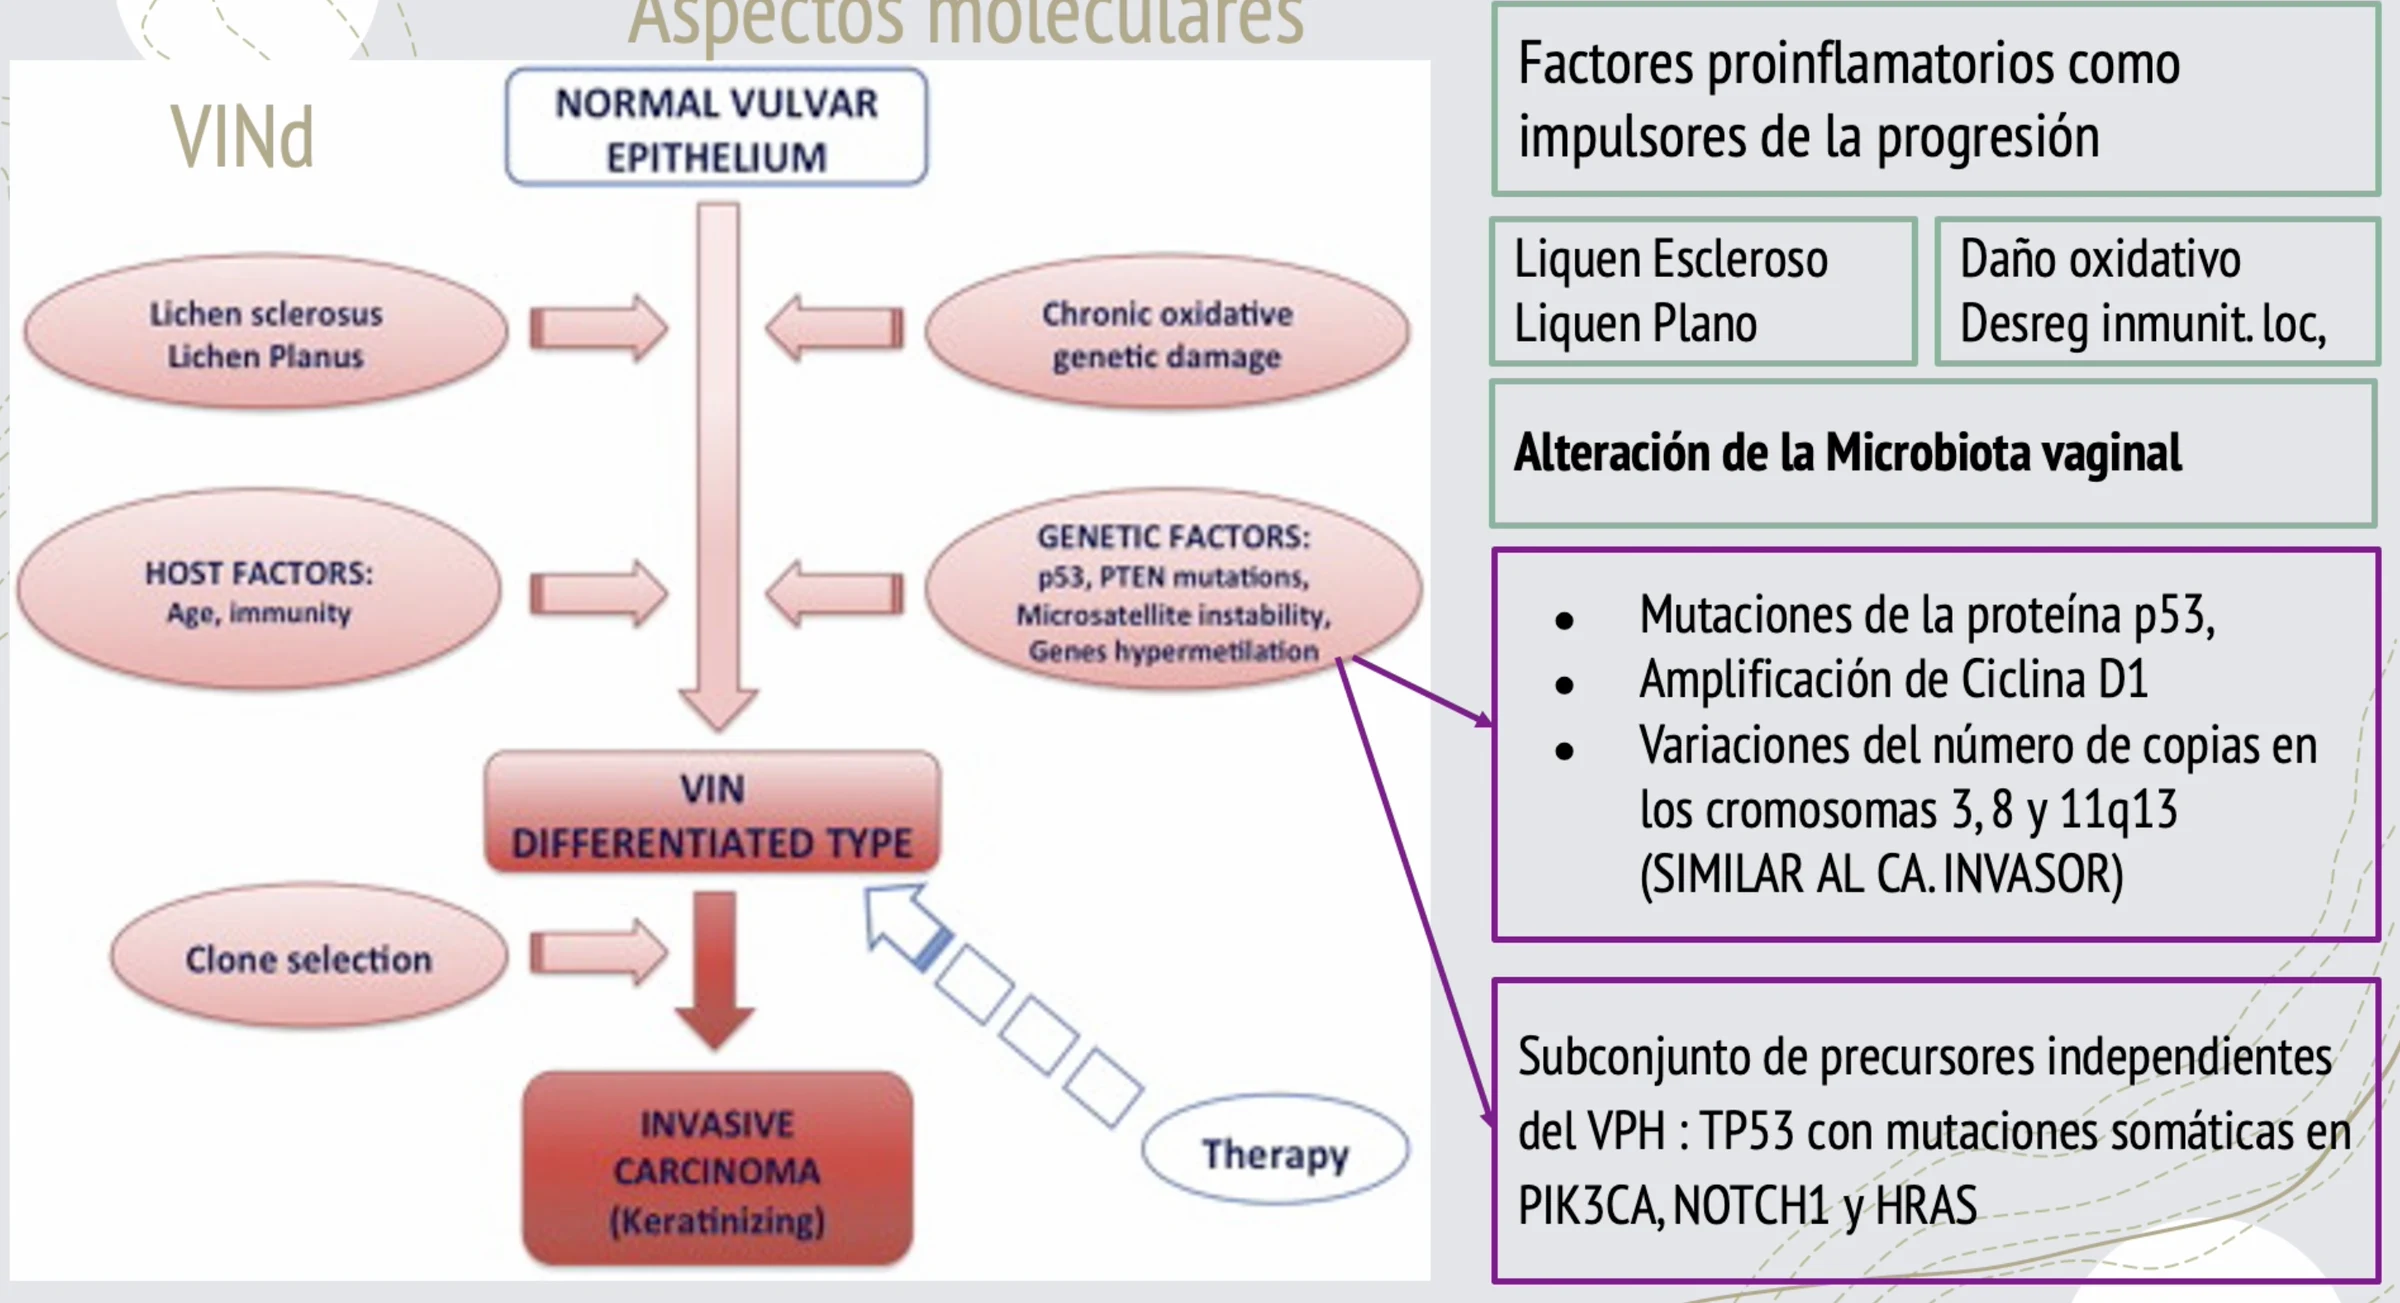 Aspectos moleculares
VINd
NORMAL VULVAR
EPITHELIUM
Lichen sclerosus
Lichen Planus
Chronic oxidative
genetic damage
HOST FACTORS:
Age, immunity
GENETIC FACTORS:
p53, PTEN mutations,
Microsatellite instability,
Genes hypermetilation
VIN
DIFFERENTIATED TYPE
Clone selection
INVASIVE
CARCINOMA
(Keratinizing)
Therapy
Factores proinflamatorios como
impulsores de la progresión
Liquen Escleroso
Liquen Plano
Daño oxidativo
Desreg inmunit. loc,
Alteración de la Microbiota vaginal
● Mutaciones de la proteína p53,
● Amplificación de Ciclina D1
● Variaciones del número de copias en
los cromosomas 3, 8 y 11q13
(SIMILAR AL CA. INVASOR)
Subconjunto de precursores independientes
del VPH : TP53 con mutaciones somáticas en
PIK3CA, NOTCH1 y HRAS